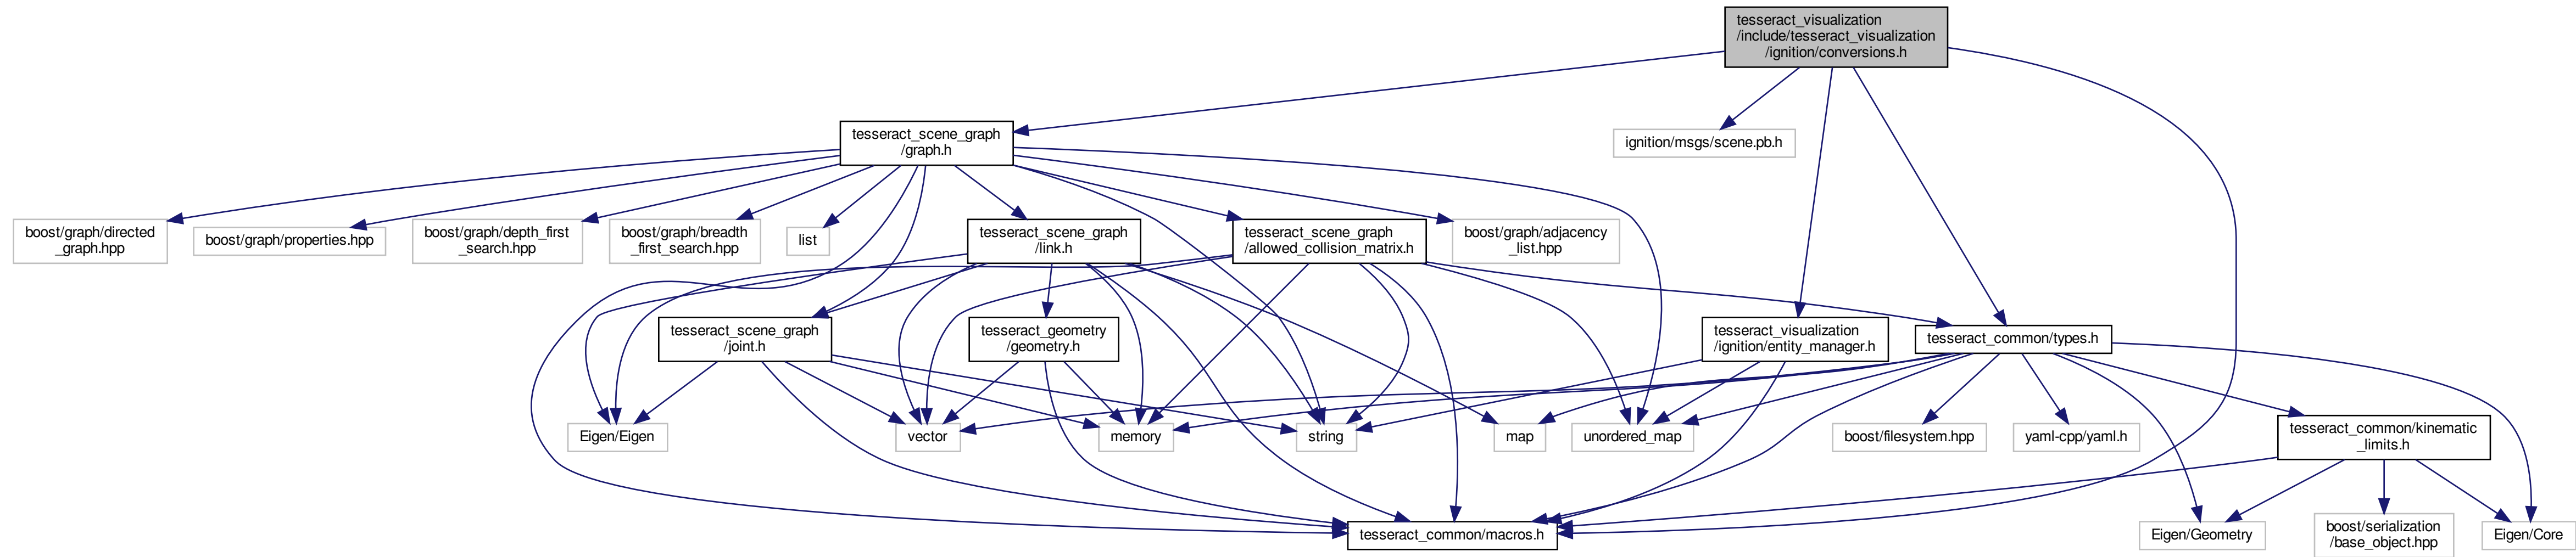 tesseract_visualization
/include/tesseract_visualization
/ignition/conversions.h
tesseract_scene_graph
/graph.h
ignition/msgs/scene.pb.h
boost/graph/directed
_graph.hpp
boost/graph/properties.hpp
boost/graph/depth_first
_search.hpp
boost/graph/breadth
_first_search.hpp
list
tesseract_scene_graph
/link.h
tesseract_scene_graph
/allowed_collision_matrix.h
boost/graph/adjacency
_list.hpp
tesseract_scene_graph
/joint.h
tesseract_geometry
/geometry.h
tesseract_visualization
/ignition/entity_manager.h
tesseract_common/types.h
Eigen/Eigen
vector
memory
string
map
unordered_map
boost/filesystem.hpp
yaml-cpp/yaml.h
tesseract_common/kinematic
_limits.h
tesseract_common/macros.h
Eigen/Geometry
boost/serialization
/base_object.hpp
Eigen/Core